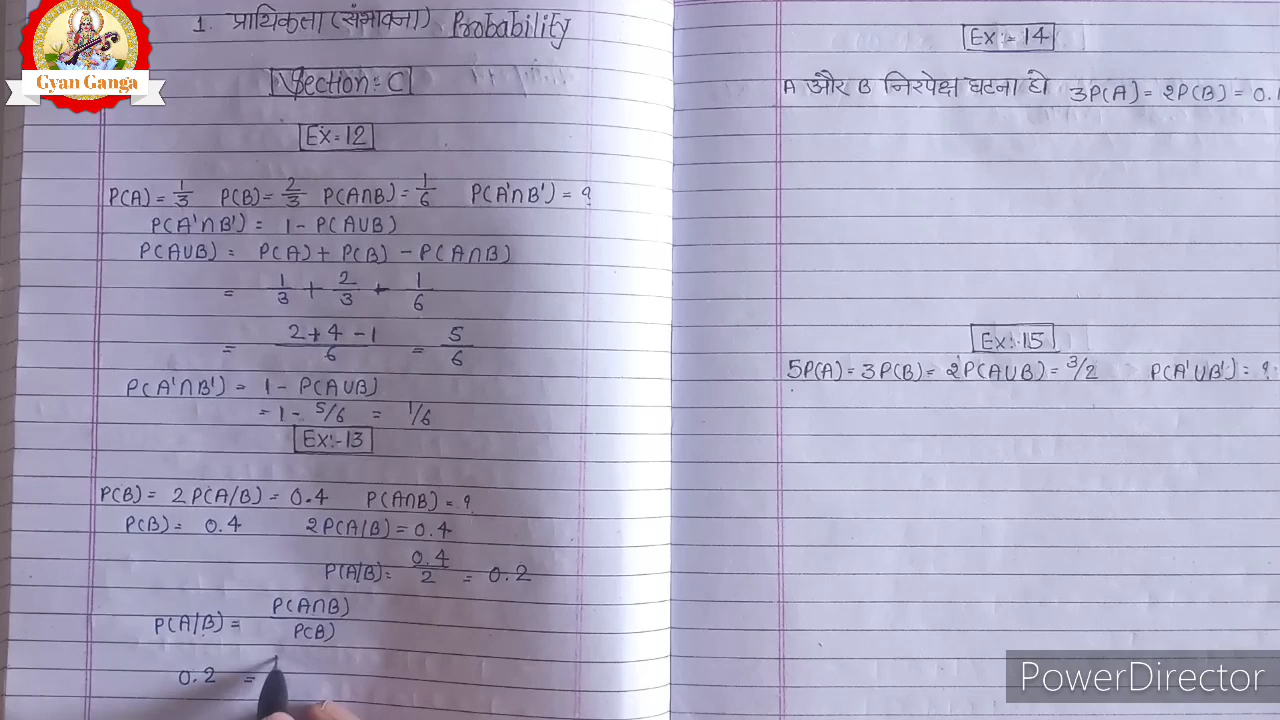 Gyan Ganga
1. प्रायिकता (संभावना) Probability
Section:- C
Ex:- 12
P(A) = 1/3 P(B) = 2/3 P(A∩B) = 1/6 P(A'∩B') = ?
P(A'∩B') = 1 - P(A∪B)
P(A∪B) = P(A) + P(B) - P(A∩B)
= 1/3 + 2/3 - 1/6
= 2+4-1/6 = 5/6
P(A'∩B') = 1 - P(A∪B)
= 1 - 5/6 = 1/6
Ex:- 13
P(B) = 2P(A/B) = 0.4 P(A∩B) = ?
P(B) = 0.4 2P(A/B) = 0.4
P(A/B) = 0.4/2 = 0.2
P(A/B) = P(A∩B)/P(B)
0.2 =
Ex:- 14
A और B निरपेक्ष घटना हो 3P(A) = 2P(B) = 0.
Ex:- 15
5P(A) = 3P(B) = 2P(A∪B) = 3/2 P(A'∪B') = ?
PowerDirector